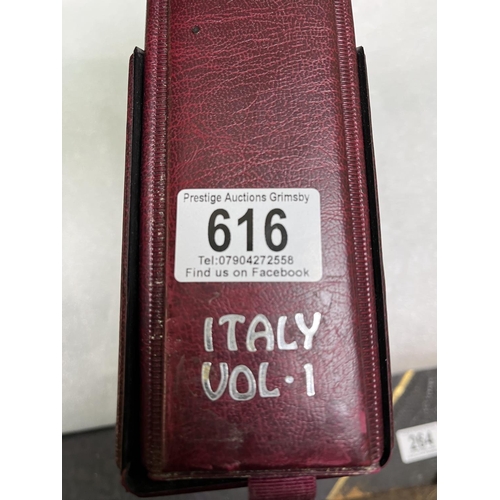 Prestige Auctions Grimsby
616
Tel:07904272558
Find us on Facebook
ITALY
VOL·1
264